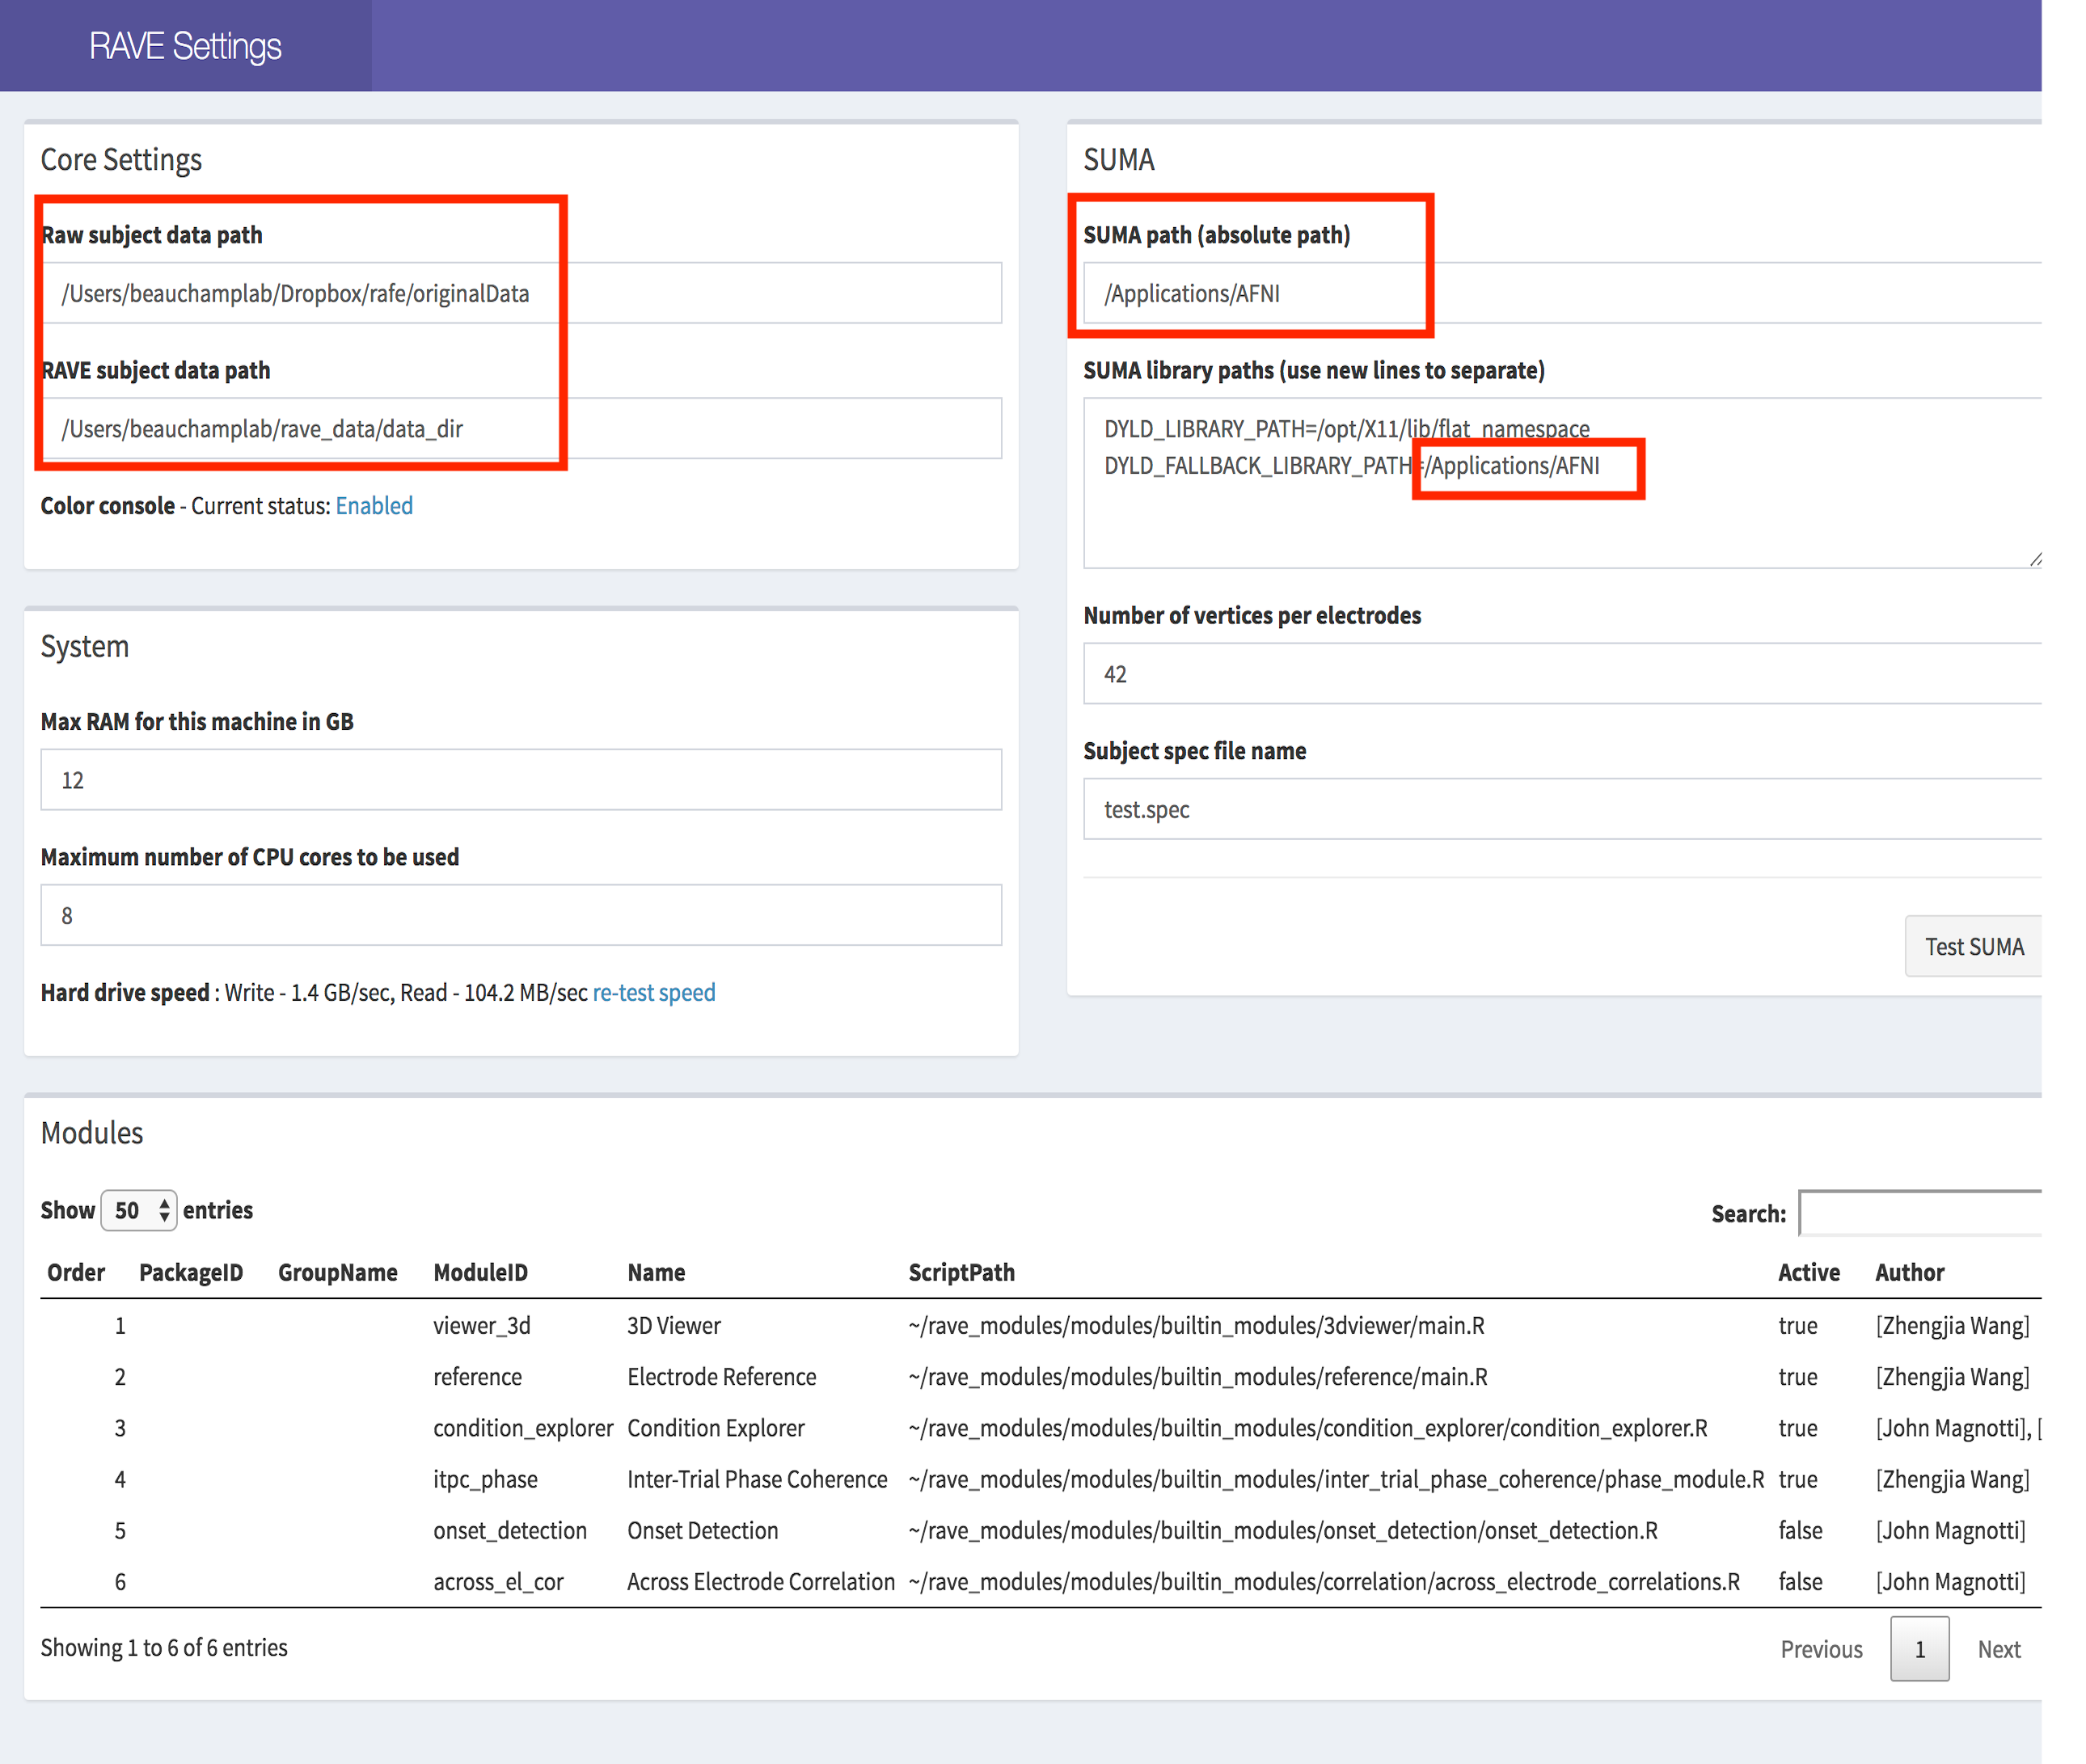 RAVE Settings
Core Settings
Raw subject data path
/Users/beauchamplab/Dropbox/rafe/originalData
RAVE subject data path
/Users/beauchamplab/rave_data/data_dir
Color console - Current status: Enabled
SUMA
SUMA path (absolute path)
/Applications/AFNI
SUMA library paths (use new lines to separate)
DYLD_LIBRARY_PATH=/opt/X11/lib/flat_namespace
DYLD_FALLBACK_LIBRARY_PATH=/Applications/AFNI
Number of vertices per electrodes
42
Subject spec file name
test.spec
Test SUMA
System
Max RAM for this machine in GB
12
Maximum number of CPU cores to be used
8
Hard drive speed : Write - 1.4 GB/sec, Read - 104.2 MB/sec re-test speed
Modules
Show 50 entries
Search:
Order PackageID GroupName ModuleID Name ScriptPath Active Author
1 viewer_3d 3D Viewer ~/rave_modules/modules/builtin_modules/3dviewer/main.R true [Zhengjia Wang]
2 reference Electrode Reference ~/rave_modules/modules/builtin_modules/reference/main.R true [Zhengjia Wang]
3 condition_explorer Condition Explorer ~/rave_modules/modules/builtin_modules/condition_explorer/condition_explorer.R true [John Magnotti], [
4 itpc_phase Inter-Trial Phase Coherence ~/rave_modules/modules/builtin_modules/inter_trial_phase_coherence/phase_module.R true [Zhengjia Wang]
5 onset_detection Onset Detection ~/rave_modules/modules/builtin_modules/onset_detection/onset_detection.R false [John Magnotti]
6 across_el_cor Across Electrode Correlation ~/rave_modules/modules/builtin_modules/correlation/across_electrode_correlations.R false [John Magnotti]
Showing 1 to 6 of 6 entries
Previous 1 Next